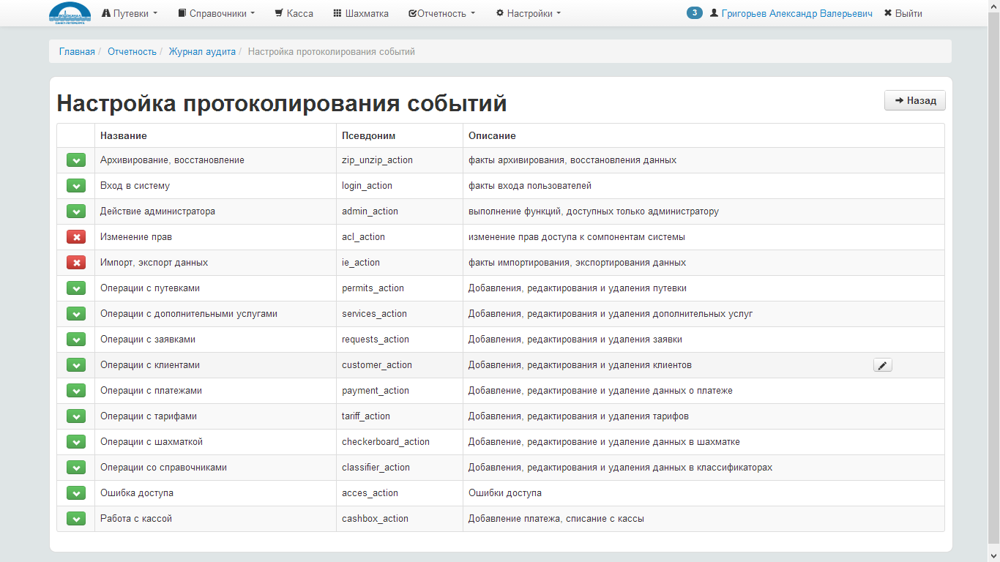 ВОДОКАНАЛ
САНКТ-ПЕТЕРБУРГА
Путевки Справочники Касса Шахматка Отчетность Настройки 3 Григорьев Александр Валерьевич Выйти
Главная / Отчетность / Журнал аудита / Настройка протоколирования событий
Настройка протоколирования событий
Назад
Название Псевдоним Описание
Архивирование, восстановление zip_unzip_action факты архивирования, восстановления данных
Вход в систему login_action факты входа пользователей
Действие администратора admin_action выполнение функций, доступных только администратору
Изменение прав acl_action изменение прав доступа к компонентам системы
Импорт, экспорт данных ie_action факты импортирования, экспортирования данных
Операции с путевками permits_action Добавления, редактирования и удаления путевки
Операции с дополнительными услугами services_action Добавления, редактирования и удаления дополнительных услуг
Операции с заявками requests_action Добавления, редактирования и удаления заявки
Операции с клиентами customer_action Добавления, редактирования и удаления клиентов
Операции с платежами payment_action Добавление, редактирование и удаление данных о платеже
Операции с тарифами tariff_action Добавления, редактирования и удаления тарифов
Операции с шахматкой checkerboard_action Добавление, редактирование и удаление данных в шахматке
Операции со справочниками classifier_action Добавления, редактирования и удаления данных в классификаторах
Ошибка доступа acces_action Ошибки доступа
Работа с кассой cashbox_action Добавление платежа, списание с кассы